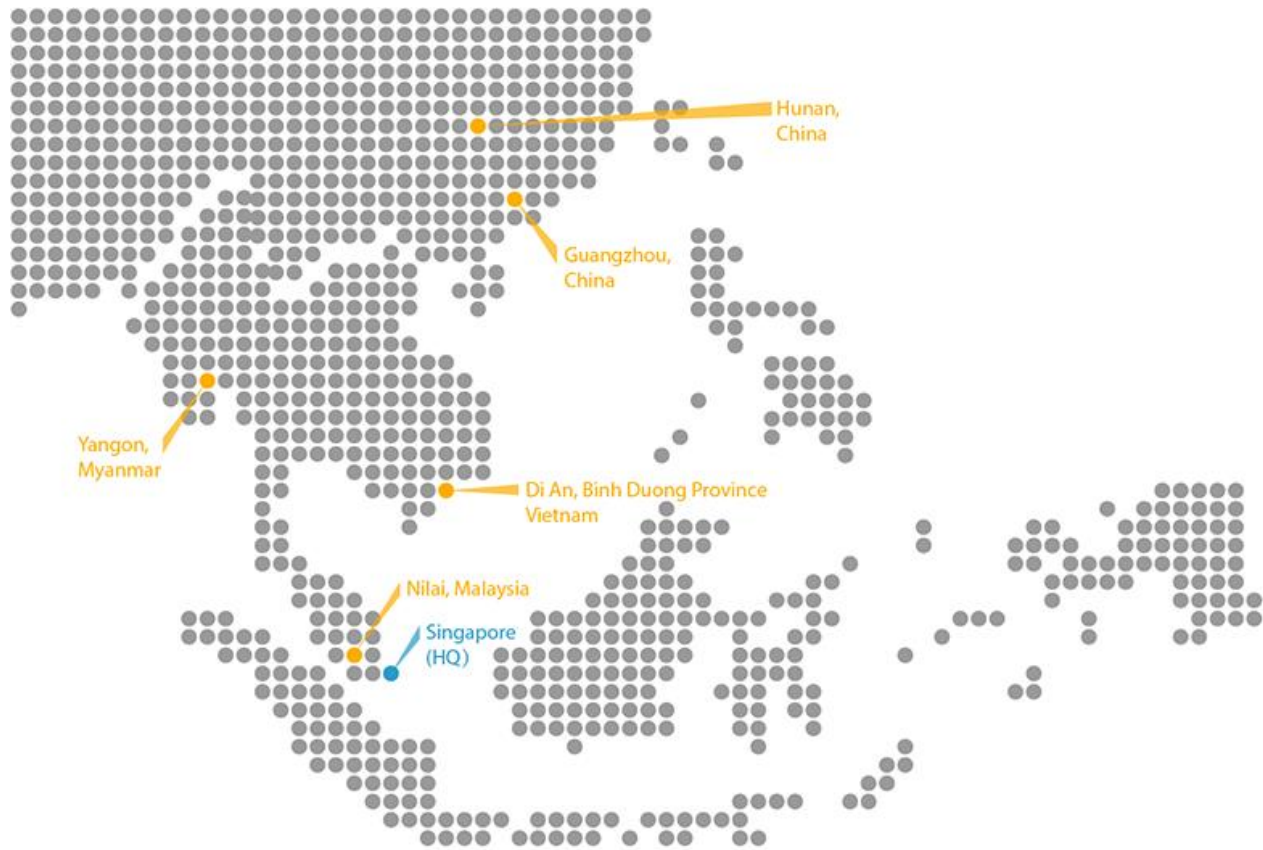 Hunan,
China
Guangzhou,
China
Yangon,
Myanmar
Di An, Binh Duong Province
Vietnam
Nilai, Malaysia
Singapore
(HQ)